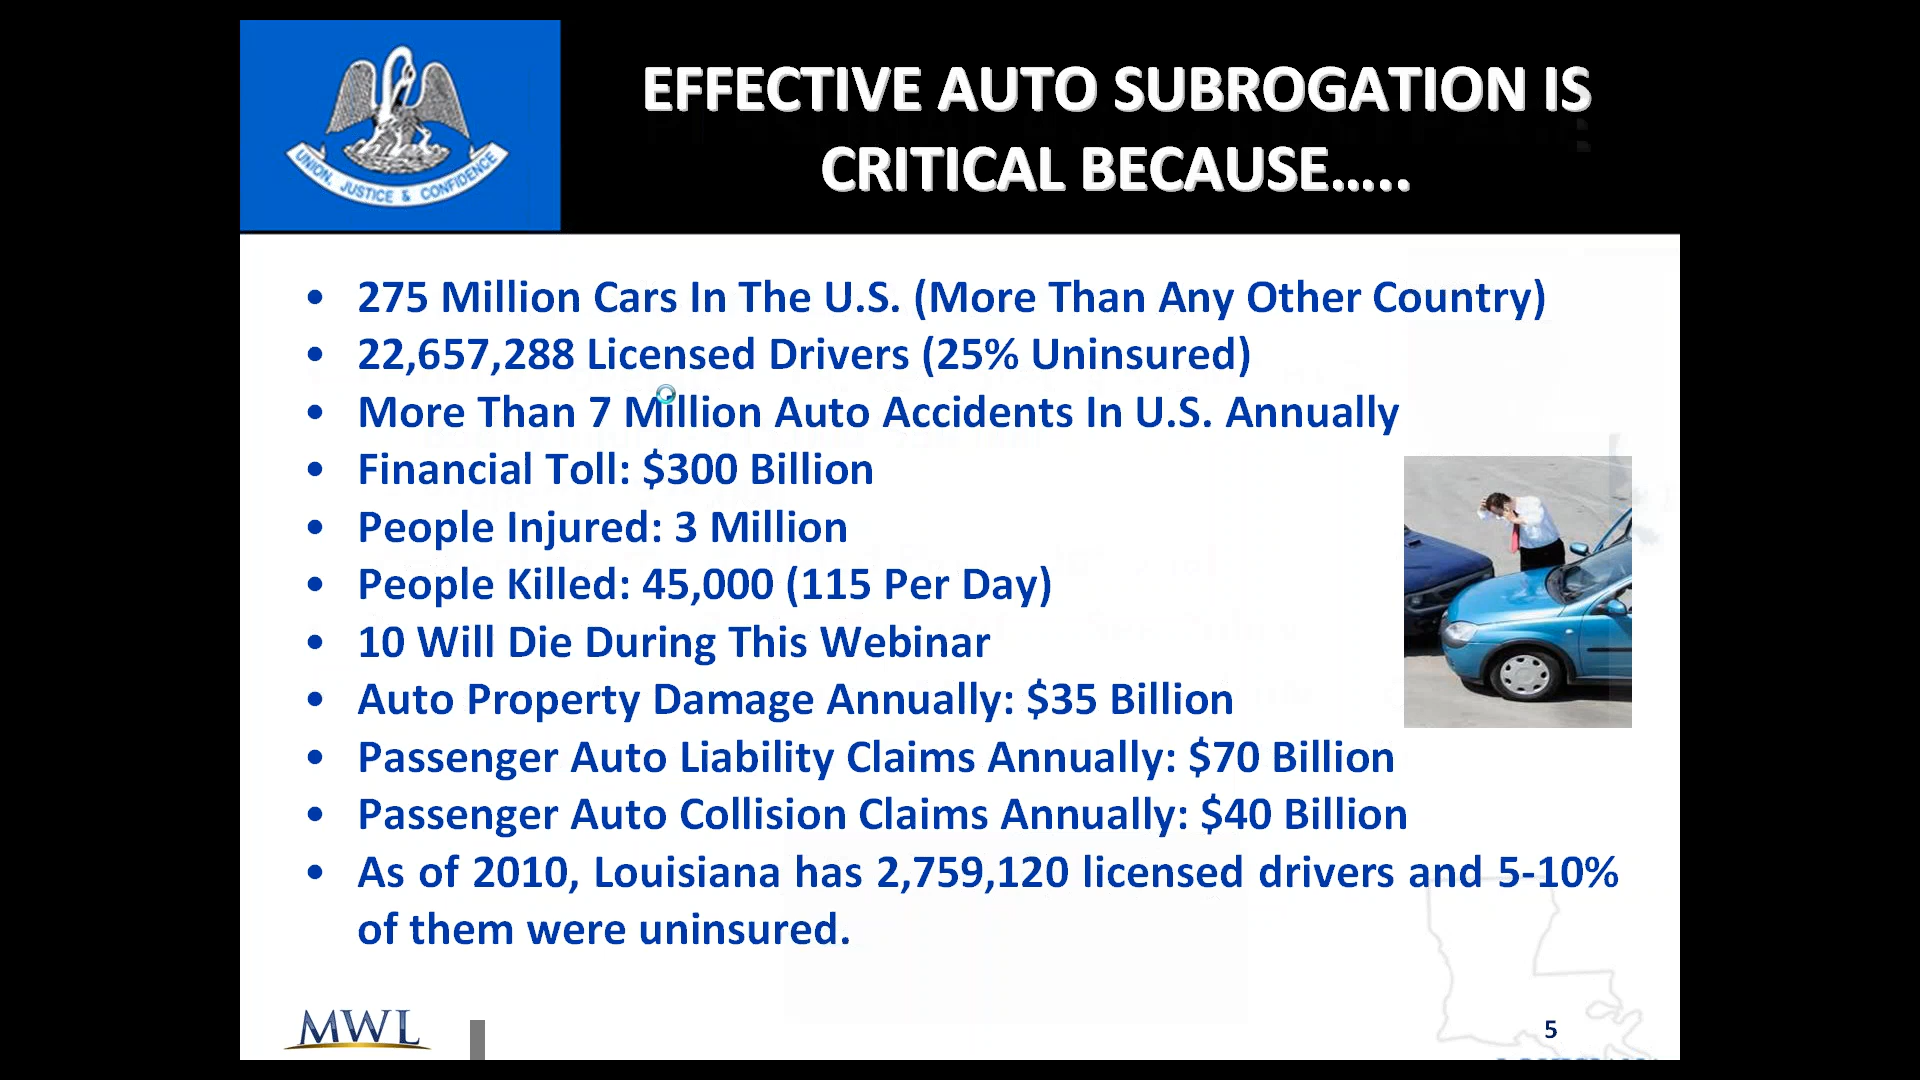 UNION, JUSTICE & CONFIDENCE
EFFECTIVE AUTO SUBROGATION IS
CRITICAL BECAUSE.....
• 275 Million Cars In The U.S. (More Than Any Other Country)
• 22,657,288 Licensed Drivers (25% Uninsured)
• More Than 7 Million Auto Accidents In U.S. Annually
• Financial Toll: $300 Billion
• People Injured: 3 Million
• People Killed: 45,000 (115 Per Day)
• 10 Will Die During This Webinar
• Auto Property Damage Annually: $35 Billion
• Passenger Auto Liability Claims Annually: $70 Billion
• Passenger Auto Collision Claims Annually: $40 Billion
• As of 2010, Louisiana has 2,759,120 licensed drivers and 5-10%
of them were uninsured.
MWL
5